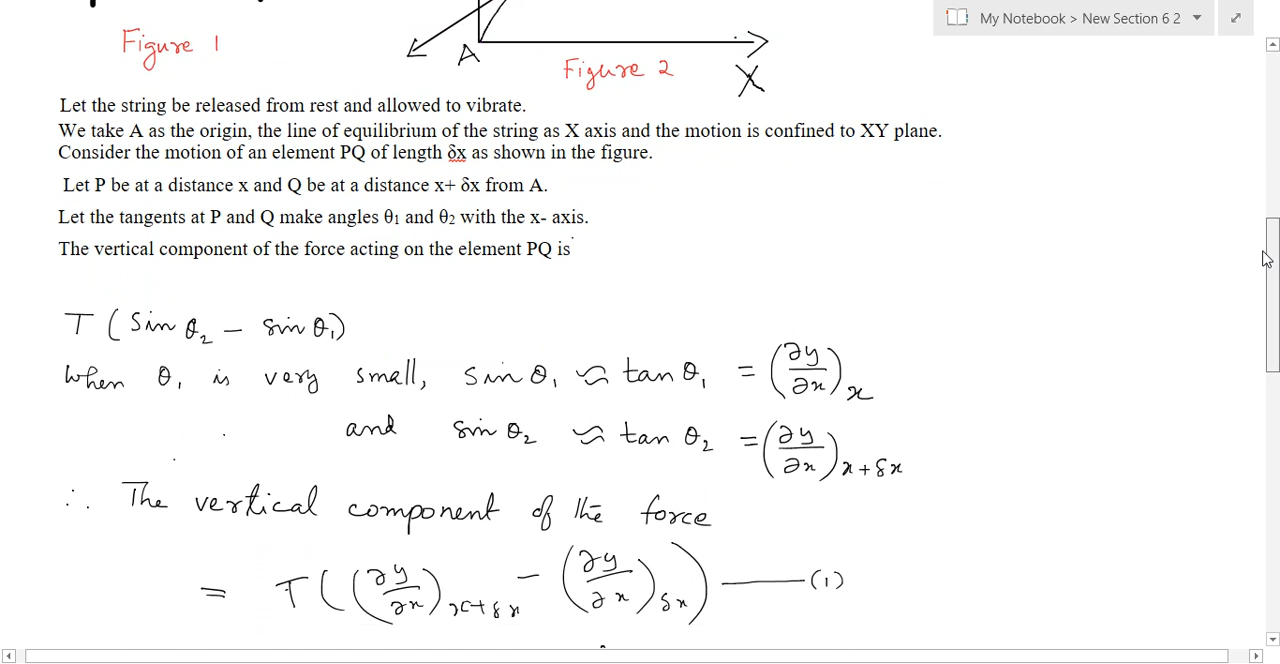 My Notebook > New Section 6 2
Figure 1
A
Figure 2
X
Let the string be released from rest and allowed to vibrate.
We take A as the origin, the line of equilibrium of the string as X axis and the motion is confined to XY plane.
Consider the motion of an element PQ of length δx as shown in the figure.
Let P be at a distance x and Q be at a distance x+ δx from A.
Let the tangents at P and Q make angles θ₁ and θ₂ with the x- axis.
The vertical component of the force acting on the element PQ is
T (Sin θ₂ – sin θ₁)
When θ₁ is very small, sin θ₁ ≈ tan θ₁ = (∂y/∂x)ₓ
and sin θ₂ ≈ tan θ₂ = (∂y/∂x)ₓ₊δₓ
∴ The vertical component of the force
= T((∂y/∂x)ₓ₊δₓ – (∂y/∂x)δₓ) —— (1)